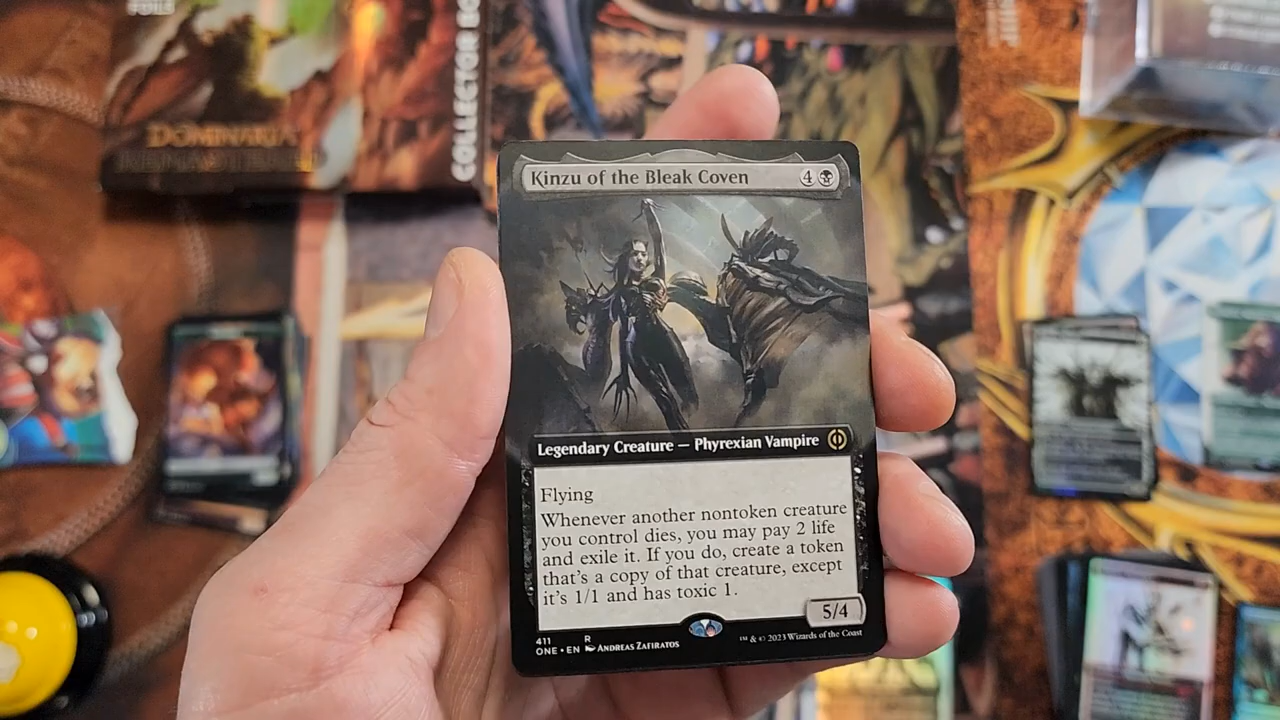 DOMINARIA
COLLECTOR
Kinzu of the Bleak Coven 4
Legendary Creature — Phyrexian Vampire
Flying
Whenever another nontoken creature
you control dies, you may pay 2 life
and exile it. If you do, create a token
that's a copy of that creature, except
it's 1/1 and has toxic 1.
5/4
411 R
ONE • EN ANDREAS ZAFIRATOS
™ & © 2023 Wizards of the Coast